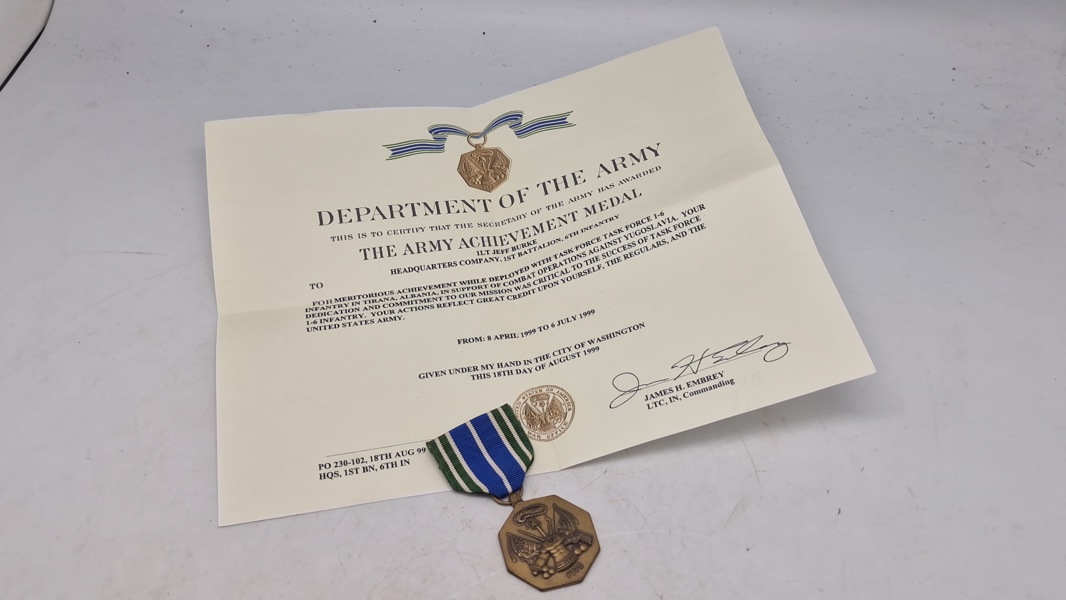 DEPARTMENT OF THE ARMY
THIS IS TO CERTIFY THAT THE SECRETARY OF THE ARMY HAS AWARDED
THE ARMY ACHIEVEMENT MEDAL
1LT JEFF BURKE
HEADQUARTERS COMPANY, 1ST BATTALION, 6TH INFANTRY
TO
FOR MERITORIOUS ACHIEVEMENT WHILE DEPLOYED WITH TASK FORCE TASK FORCE 1-6
INFANTRY IN TIRANA, ALBANIA, IN SUPPORT OF COMBAT OPERATIONS AGAINST YUGOSLAVIA. YOUR
DEDICATION AND COMMITMENT TO OUR MISSION WAS CRITICAL TO THE SUCCESS OF TASK FORCE
1-6 INFANTRY. YOUR ACTIONS REFLECT GREAT CREDIT UPON YOURSELF, THE REGULARS, AND THE
UNITED STATES ARMY.
FROM: 8 APRIL 1999 TO 6 JULY 1999
GIVEN UNDER MY HAND IN THE CITY OF WASHINGTON
THIS 18TH DAY OF AUGUST 1999
JAMES H. EMBREY
LTC, IN, Commanding
STATES OF AMERICA
WAR OFFICE
PO 230-102, 18TH AUG 99
HQS, 1ST BN, 6TH IN